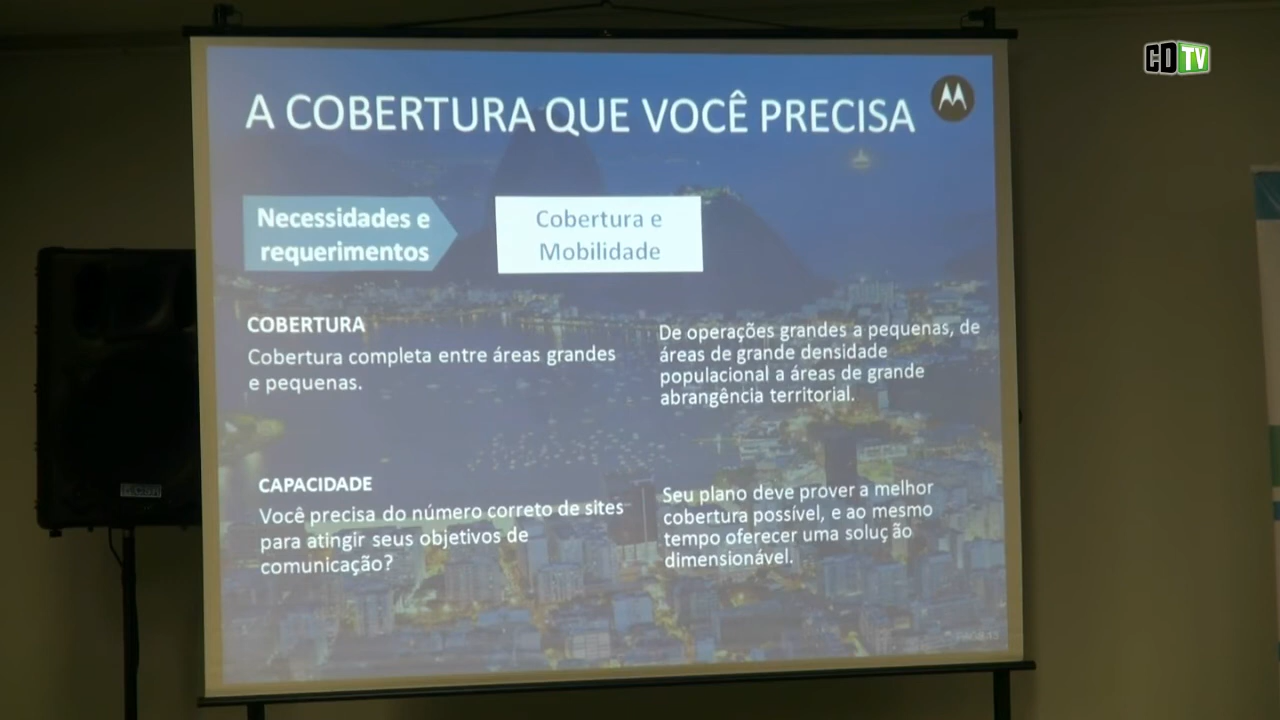 CDTV
A COBERTURA QUE VOCÊ PRECISA
Necessidades e
requerimentos
Cobertura e
Mobilidade
COBERTURA
Cobertura completa entre áreas grandes
e pequenas.
De operações grandes a pequenas, de
áreas de grande densidade
populacional a áreas de grande
abrangência territorial.
CAPACIDADE
Você precisa do número correto de sites
para atingir seus objetivos de
comunicação?
Seu plano deve prover a melhor
cobertura possível, e ao mesmo
tempo oferecer uma soluç ão
dimensionável.